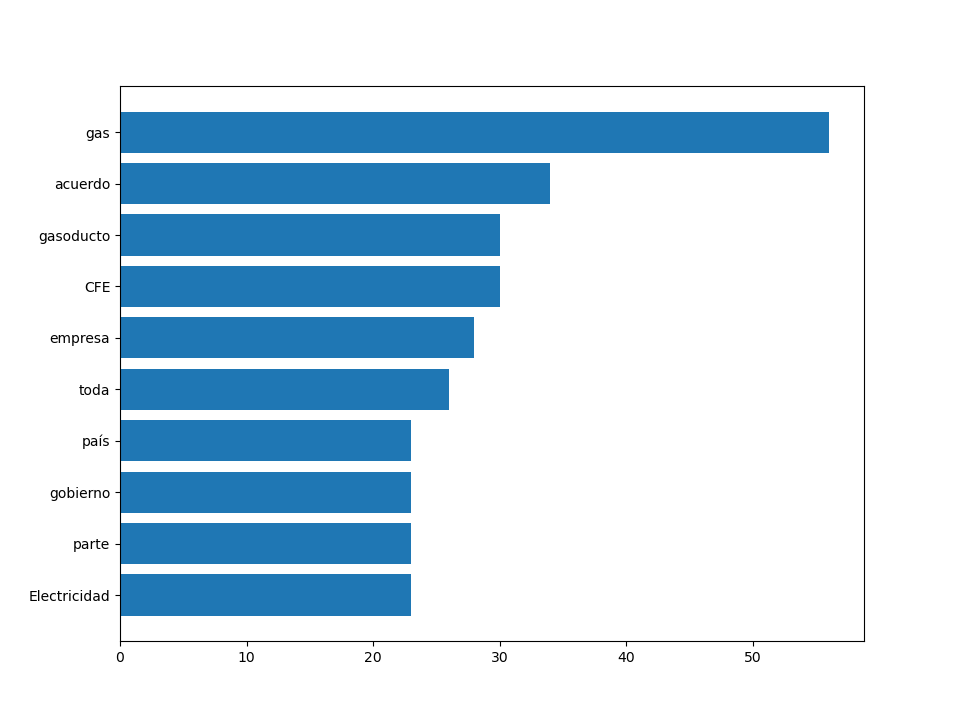 gas
acuerdo
gasoducto
CFE
empresa
toda
país
gobierno
parte
Electricidad
0 10 20 30 40 50